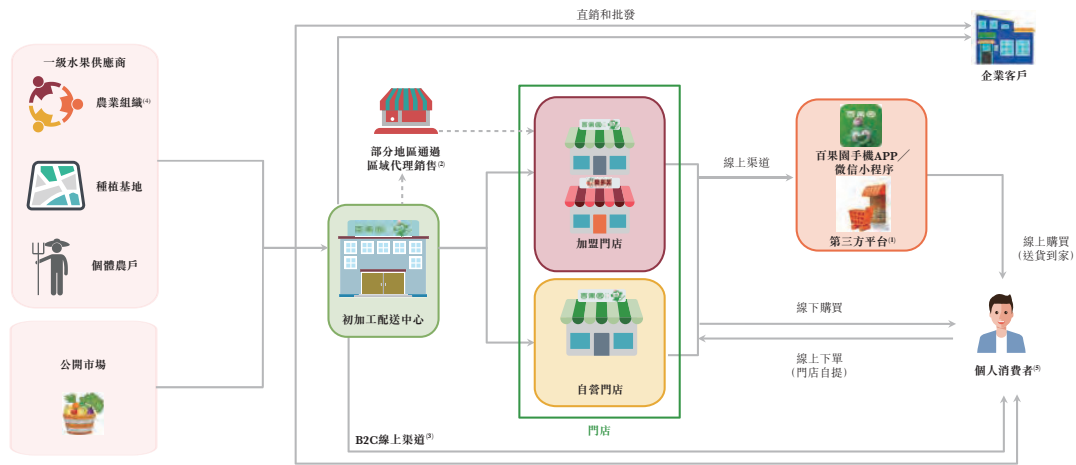 直銷和批發
企業客戶
一級水果供應商
農業組織(4)
種植基地
個體農戶
公開市場
部分地區通過
區域代理銷售(2)
初加工配送中心
加盟門店
自營門店
門店
線上渠道
百果園手機APP／
微信小程序
第三方平台(1)
線上購買
(送貨到家)
線下購買
線上下單
(門店自提)
個人消費者(5)
B2C線上渠道(3)